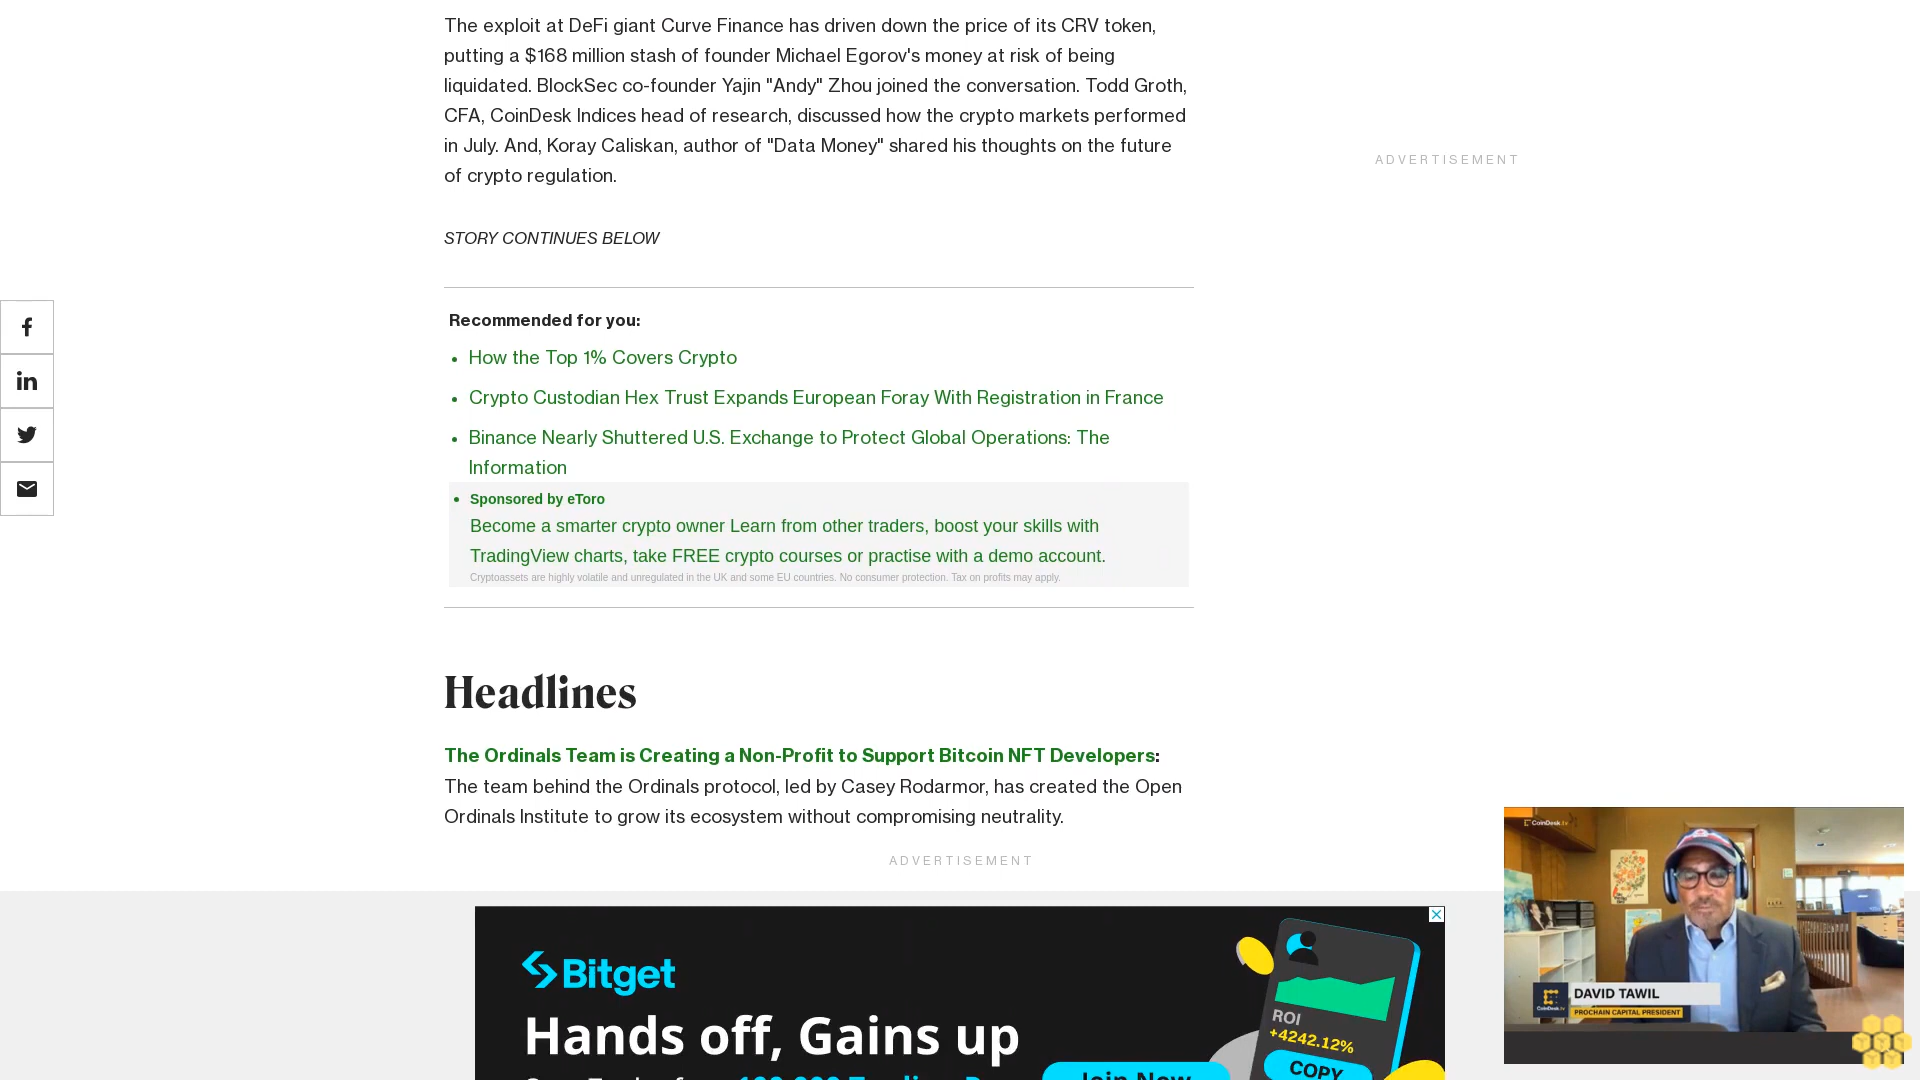 The exploit at DeFi giant Curve Finance has driven down the price of its CRV token,
putting a $168 million stash of founder Michael Egorov's money at risk of being
liquidated. BlockSec co-founder Yajin "Andy" Zhou joined the conversation. Todd Groth,
CFA, CoinDesk Indices head of research, discussed how the crypto markets performed
in July. And, Koray Caliskan, author of "Data Money" shared his thoughts on the future
of crypto regulation.
ADVERTISEMENT
STORY CONTINUES BELOW
Recommended for you:
• How the Top 1% Covers Crypto
• Crypto Custodian Hex Trust Expands European Foray With Registration in France
• Binance Nearly Shuttered U.S. Exchange to Protect Global Operations: The
Information
• Sponsored by eToro
Become a smarter crypto owner Learn from other traders, boost your skills with
TradingView charts, take FREE crypto courses or practise with a demo account.
Cryptoassets are highly volatile and unregulated in the UK and some EU countries. No consumer protection. Tax on profits may apply.
Headlines
The Ordinals Team is Creating a Non-Profit to Support Bitcoin NFT Developers:
The team behind the Ordinals protocol, led by Casey Rodarmor, has created the Open
Ordinals Institute to grow its ecosystem without compromising neutrality.
ADVERTISEMENT
Bitget
Hands off, Gains up
ROI
+4242.12%
COPY
Join Now
CoinDesk.tv
DAVID TAWIL
PROCHAIN CAPITAL PRESIDENT
CoinDesk.tv